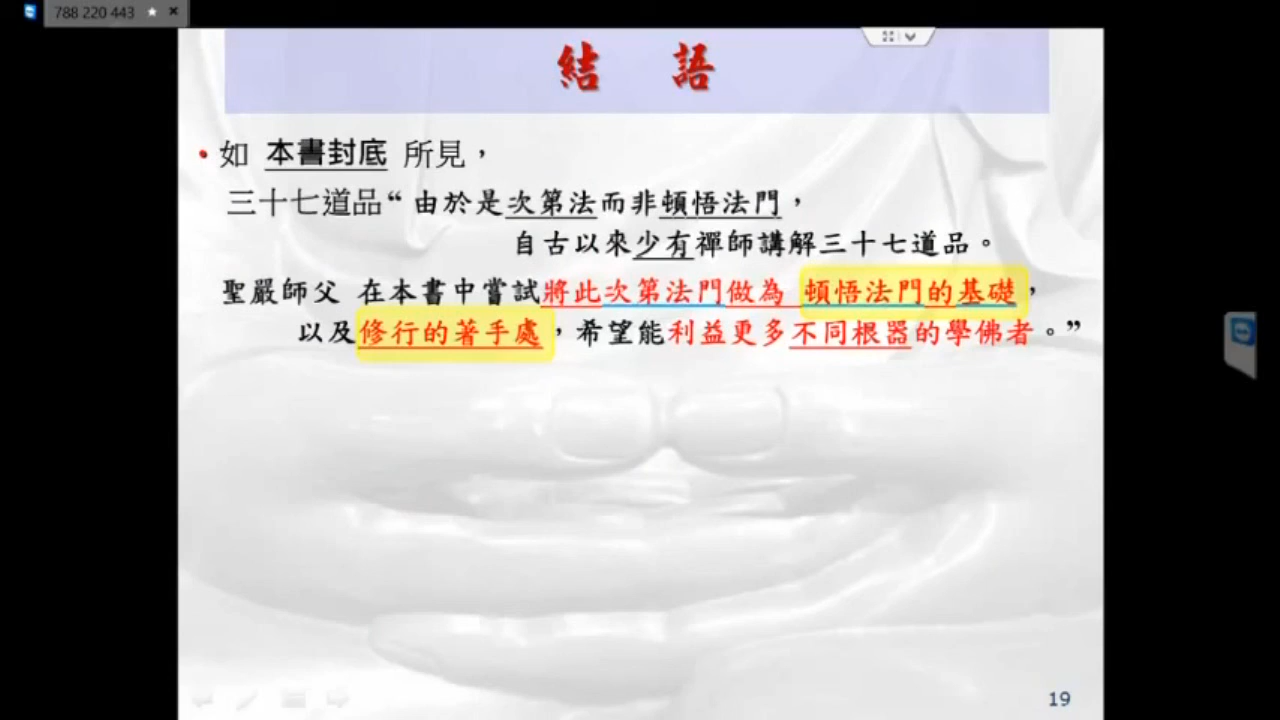 788 220 443
結 語
• 如 本書封底 所見，
三十七道品“由於是次第法而非頓悟法門，
自古以來少有禪師講解三十七道品。
聖嚴師父 在本書中嘗試將此次第法門做為 頓悟法門的基礎，
以及修行的著手處，希望能利益更多不同根器的學佛者。”
19